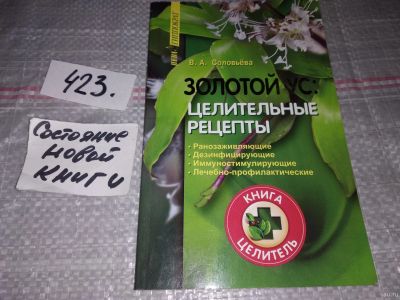 423.
Состояние
новой
книги
В. А. Соловьёва
ЗОЛОТОЙ УС:
ЦЕЛИТЕЛЬНЫЕ
РЕЦЕПТЫ
• Ранозаживляющие
• Дезинфицирующие
• Иммуностимулирующие
• Лечебно-профилактические
КНИГА
ЦЕЛИТЕЛЬ